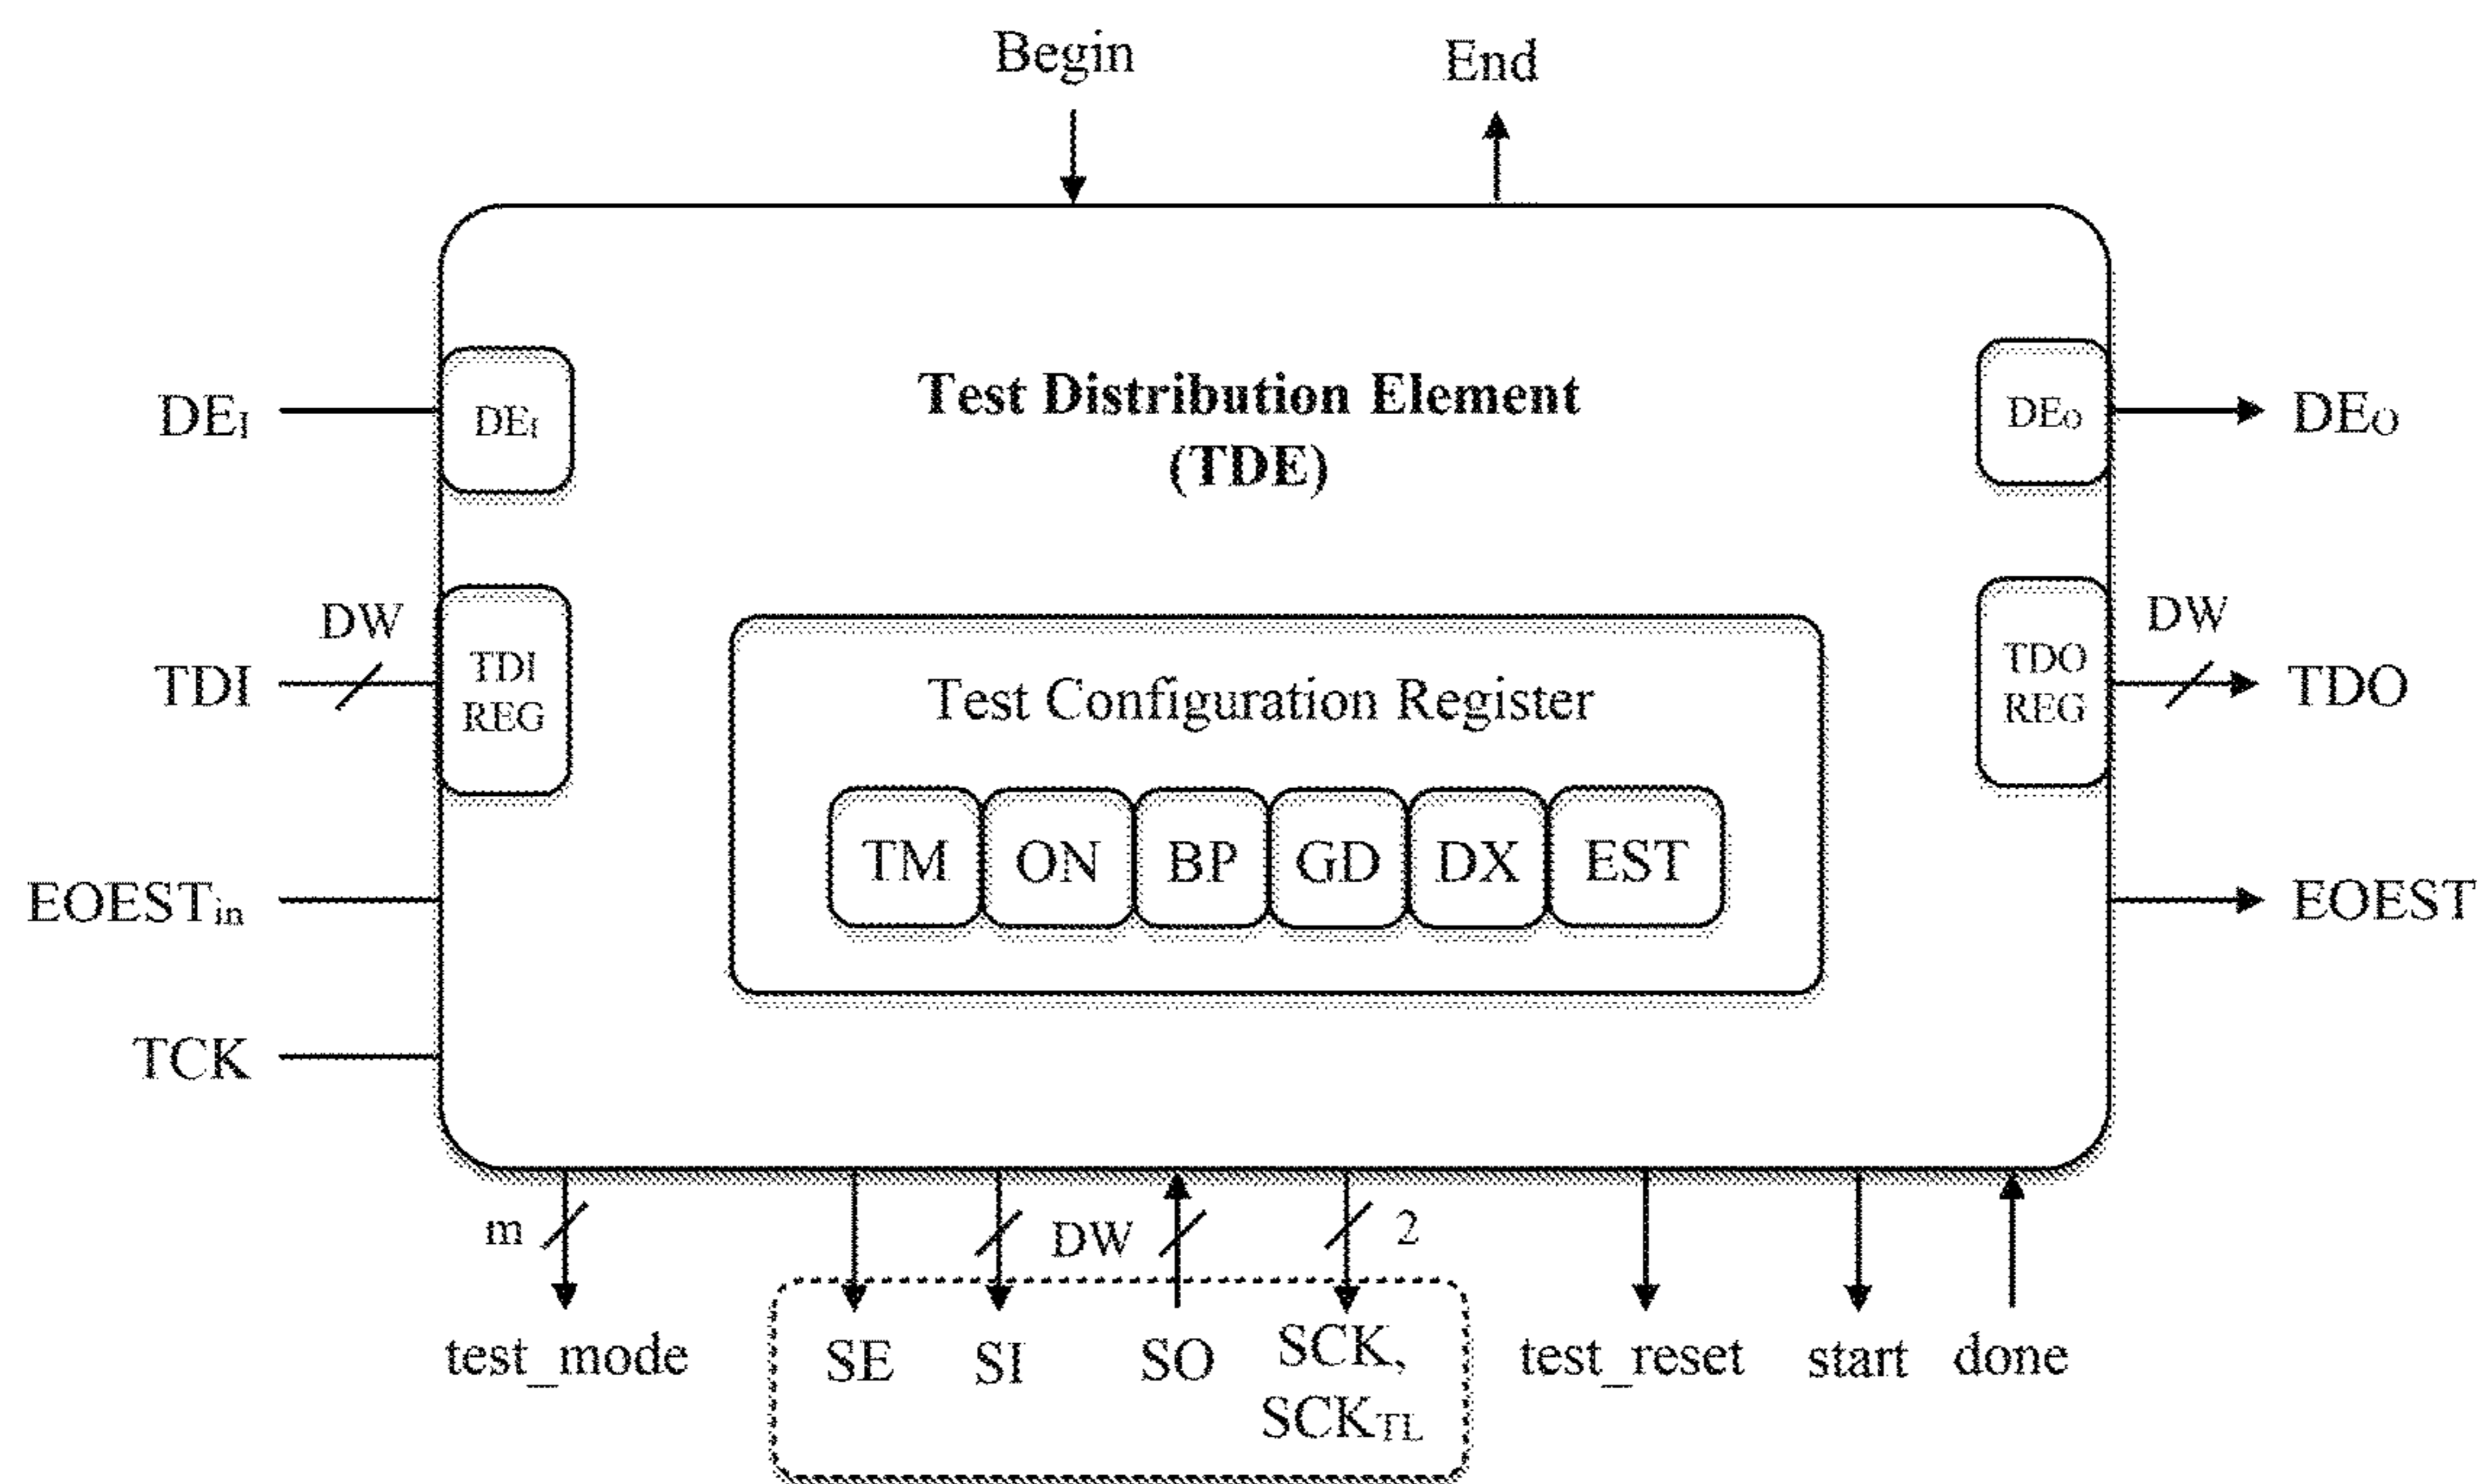 Begin
End
DEI
DEI
Test Distribution Element
(TDE)
DEO
DEO
TDI
DW
TDI
REG
TDO
REG
DW
TDO
Test Configuration Register
TM ON BP GD DX EST
EOESTin
EOEST
TCK
m
DW
2
test_mode
SE
SI
SO
SCK,
SCKTL
test_reset
start
done